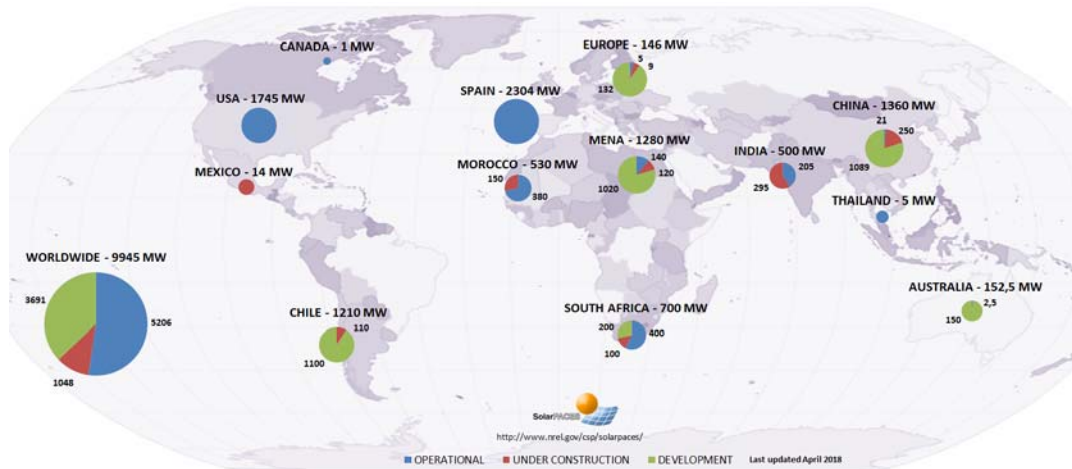 CANADA - 1 MW
EUROPE - 146 MW
5
9
132
USA - 1745 MW
SPAIN - 2304 MW
CHINA - 1360 MW
21
250
1089
MENA - 1280 MW
140
120
1020
INDIA - 500 MW
205
295
MOROCCO - 530 MW
150
380
MEXICO - 14 MW
THAILAND - 5 MW
WORLDWIDE - 9945 MW
3691
5206
1048
AUSTRALIA - 152,5 MW
2,5
150
CHILE - 1210 MW
110
1100
SOUTH AFRICA - 700 MW
200
400
100
SolarPACES
http://www.nrel.gov/csp/solarpaces/
OPERATIONAL UNDER CONSTRUCTION DEVELOPMENT Last updated April 2018